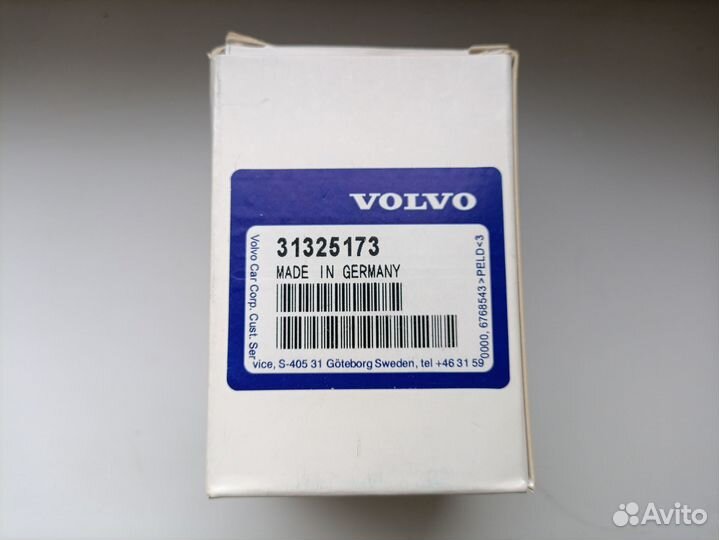 VOLVO
31325173
MADE IN GERMANY
Volvo Car Corp. Cust. Ser
vice, S-405 31 Göteborg Sweden, tel +46 31 59
0000, 6768543 >PELD<3
Avito